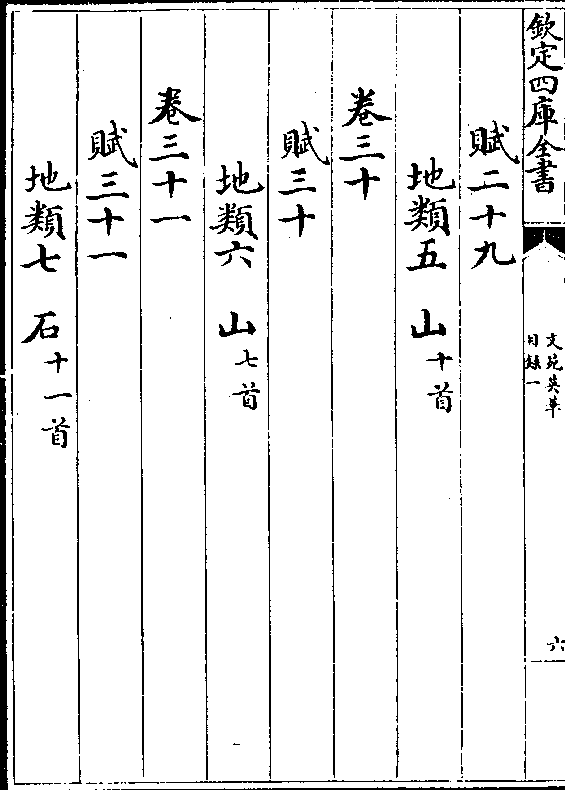 欽定四庫全書
文苑英華
目錄一
六
賦二十九
地類五　山十首
卷三十
賦三十
地類六　山七首
卷三十一
賦三十一
地類七　石十一首